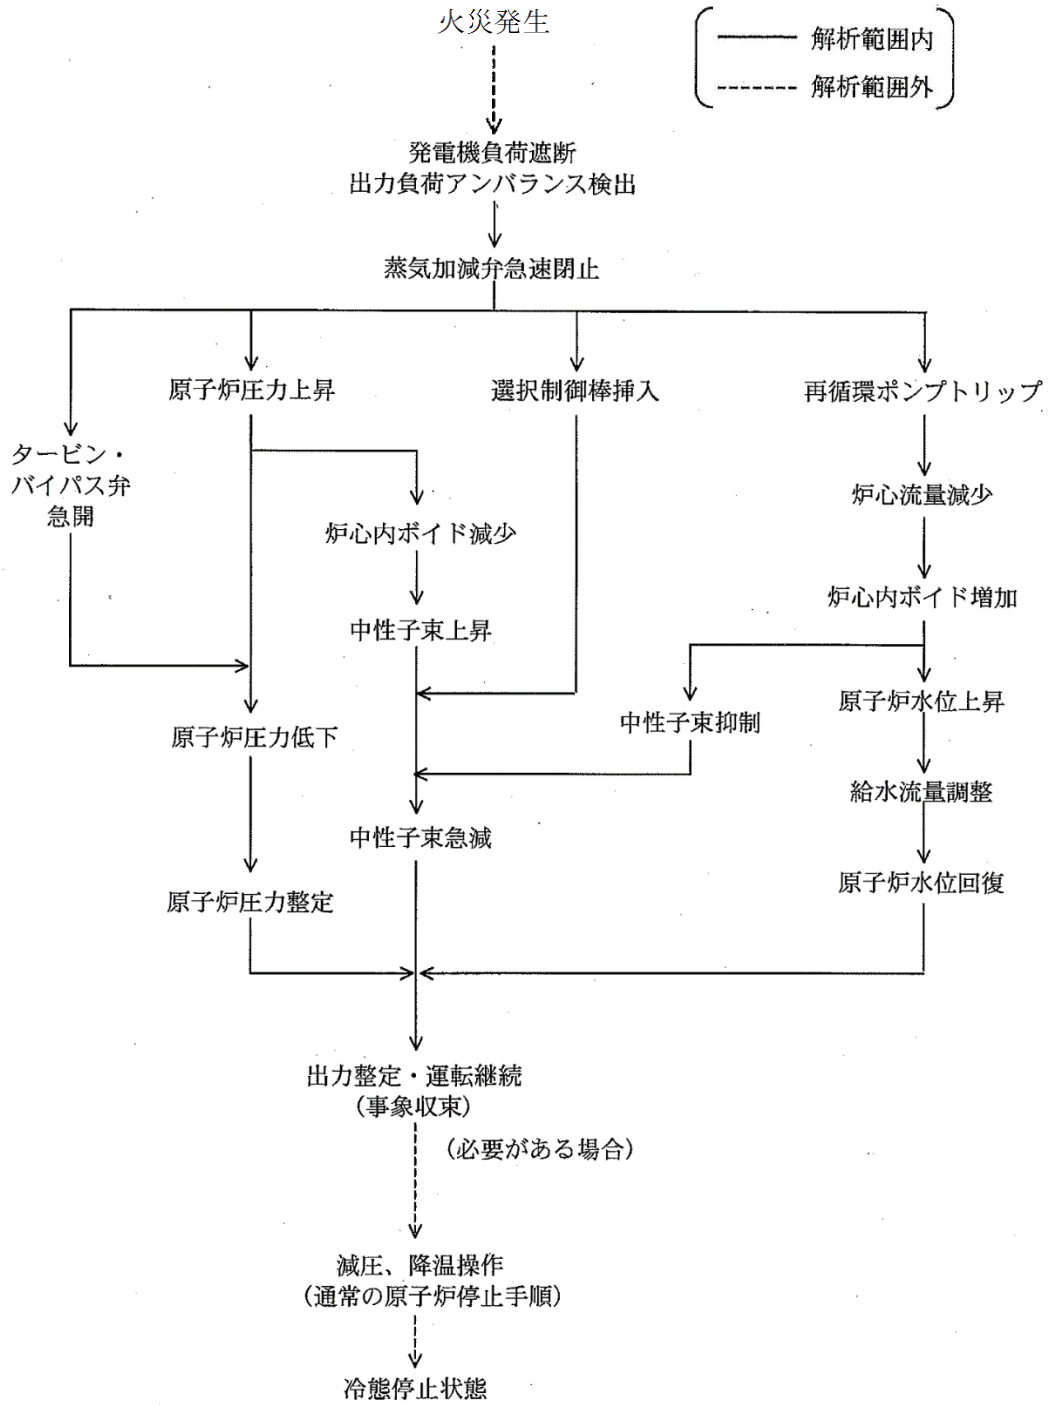 火災発生
解析範囲内
解析範囲外
発電機負荷遮断
出力負荷アンバランス検出
蒸気加減弁急速閉止
原子炉圧力上昇
選択制御棒挿入
再循環ポンプトリップ
タービン・
バイパス弁
急開
炉心流量減少
炉心内ボイド減少
炉心内ボイド増加
中性子束上昇
原子炉水位上昇
中性子束抑制
原子炉圧力低下
給水流量調整
中性子束急減
原子炉水位回復
原子炉圧力整定
出力整定・運転継続
(事象収束)
(必要がある場合)
減圧、降温操作
(通常の原子炉停止手順)
冷態停止状態